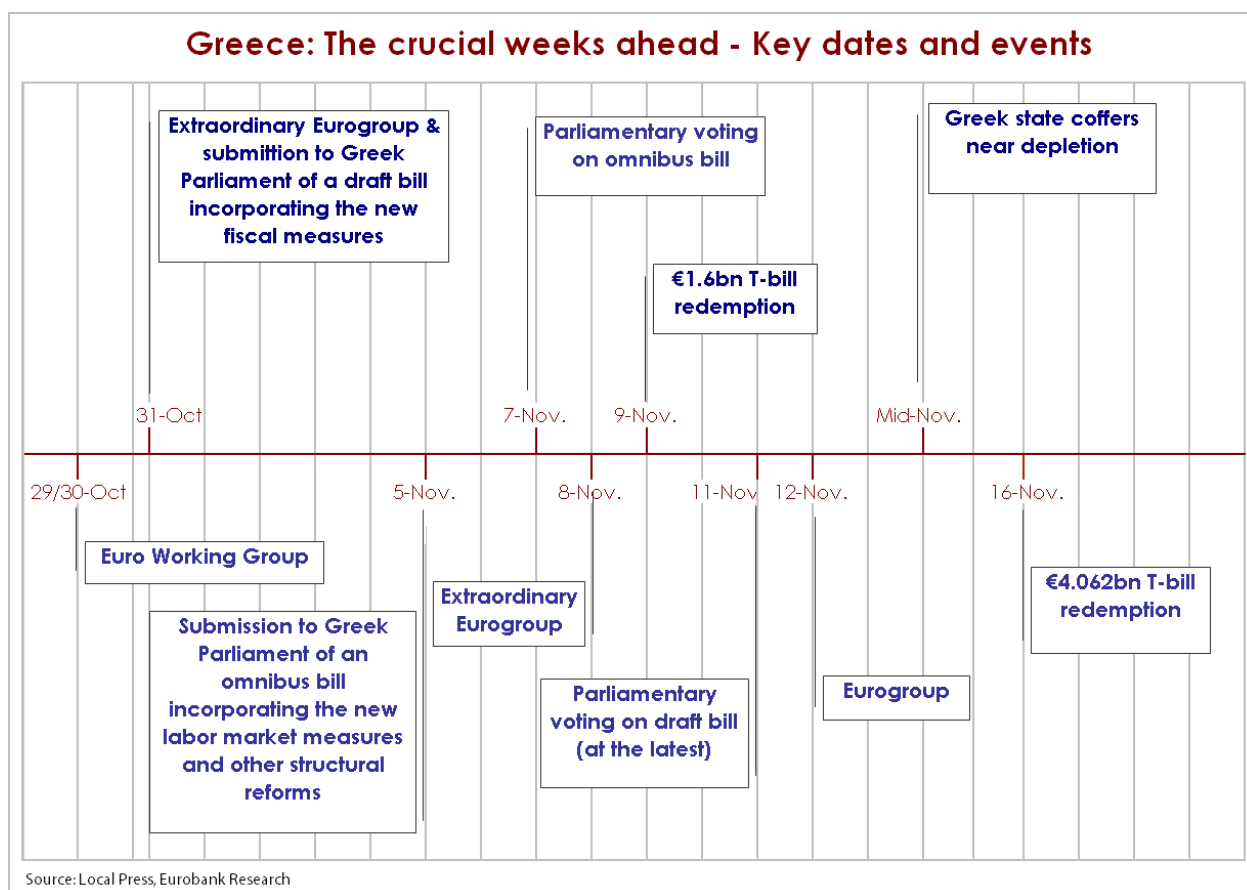 Greece: The crucial weeks ahead - Key dates and events
Extraordinary Eurogroup &
submittion to Greek
Parliament of a draft bill
incorporating the new
fiscal measures
Parliamentary voting
on omnibus bill
Greek state coffers
near depletion
€1.6bn T-bill
redemption
31-Oct
7-Nov.
9-Nov.
Mid-Nov.
29/30-Oct
5-Nov.
8-Nov.
11-Nov
12-Nov.
16-Nov.
Euro Working Group
Submission to Greek
Parliament of an
omnibus bill
incorporating the new
labor market measures
and other structural
reforms
Extraordinary
Eurogroup
Parliamentary
voting on draft bill
(at the latest)
Eurogroup
€4.062bn T-bill
redemption
Source: Local Press, Eurobank Research